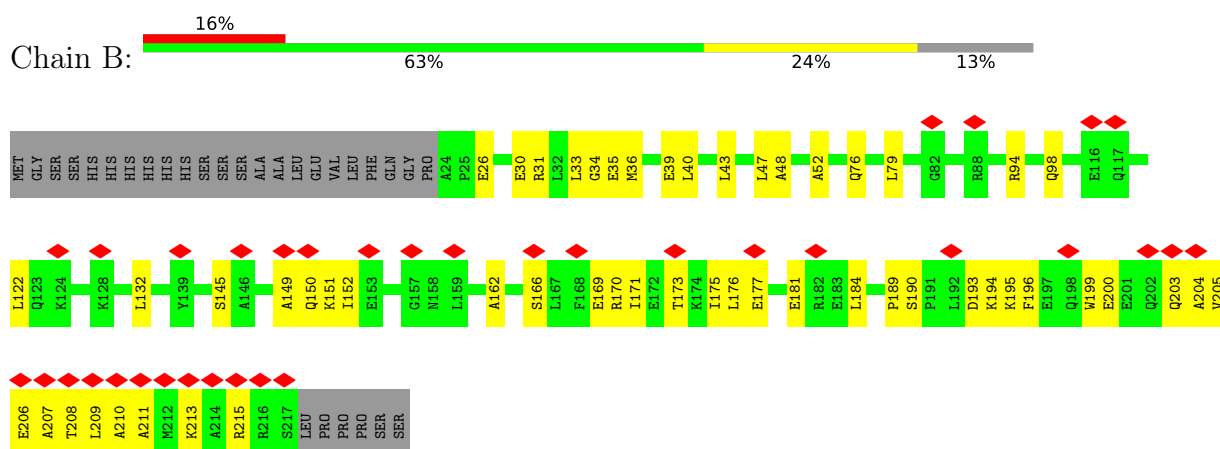 16%
Chain B:
63% 24% 13%
MET GLY SER SER HIS HIS HIS HIS HIS HIS SER SER SER ALA ALA LEU GLU VAL LEU PHE GLN GLY PRO A24 P25 E26 E30 R31 L32 L33 G34 E35 M36 E39 L40 L43 L47 A48 A52 Q76 L79 G82 R88 R94 Q98 E116 Q117
L122 Q123 K124 K128 L132 Y139 S145 A146 A149 Q150 K151 I152 E153 G157 N158 L159 A162 S166 L167 F168 E169 R170 I171 E172 T173 K174 I175 L176 E177 E181 R182 E183 L184 P189 S190 P191 L192 D193 K194 K195 F196 E197 Q198 W199 E200 E201 Q202 Q203 A204 V205
E206 A207 T208 L209 A210 A211 M212 K213 A214 R215 R216 S217 LEU PRO PRO PRO SER SER